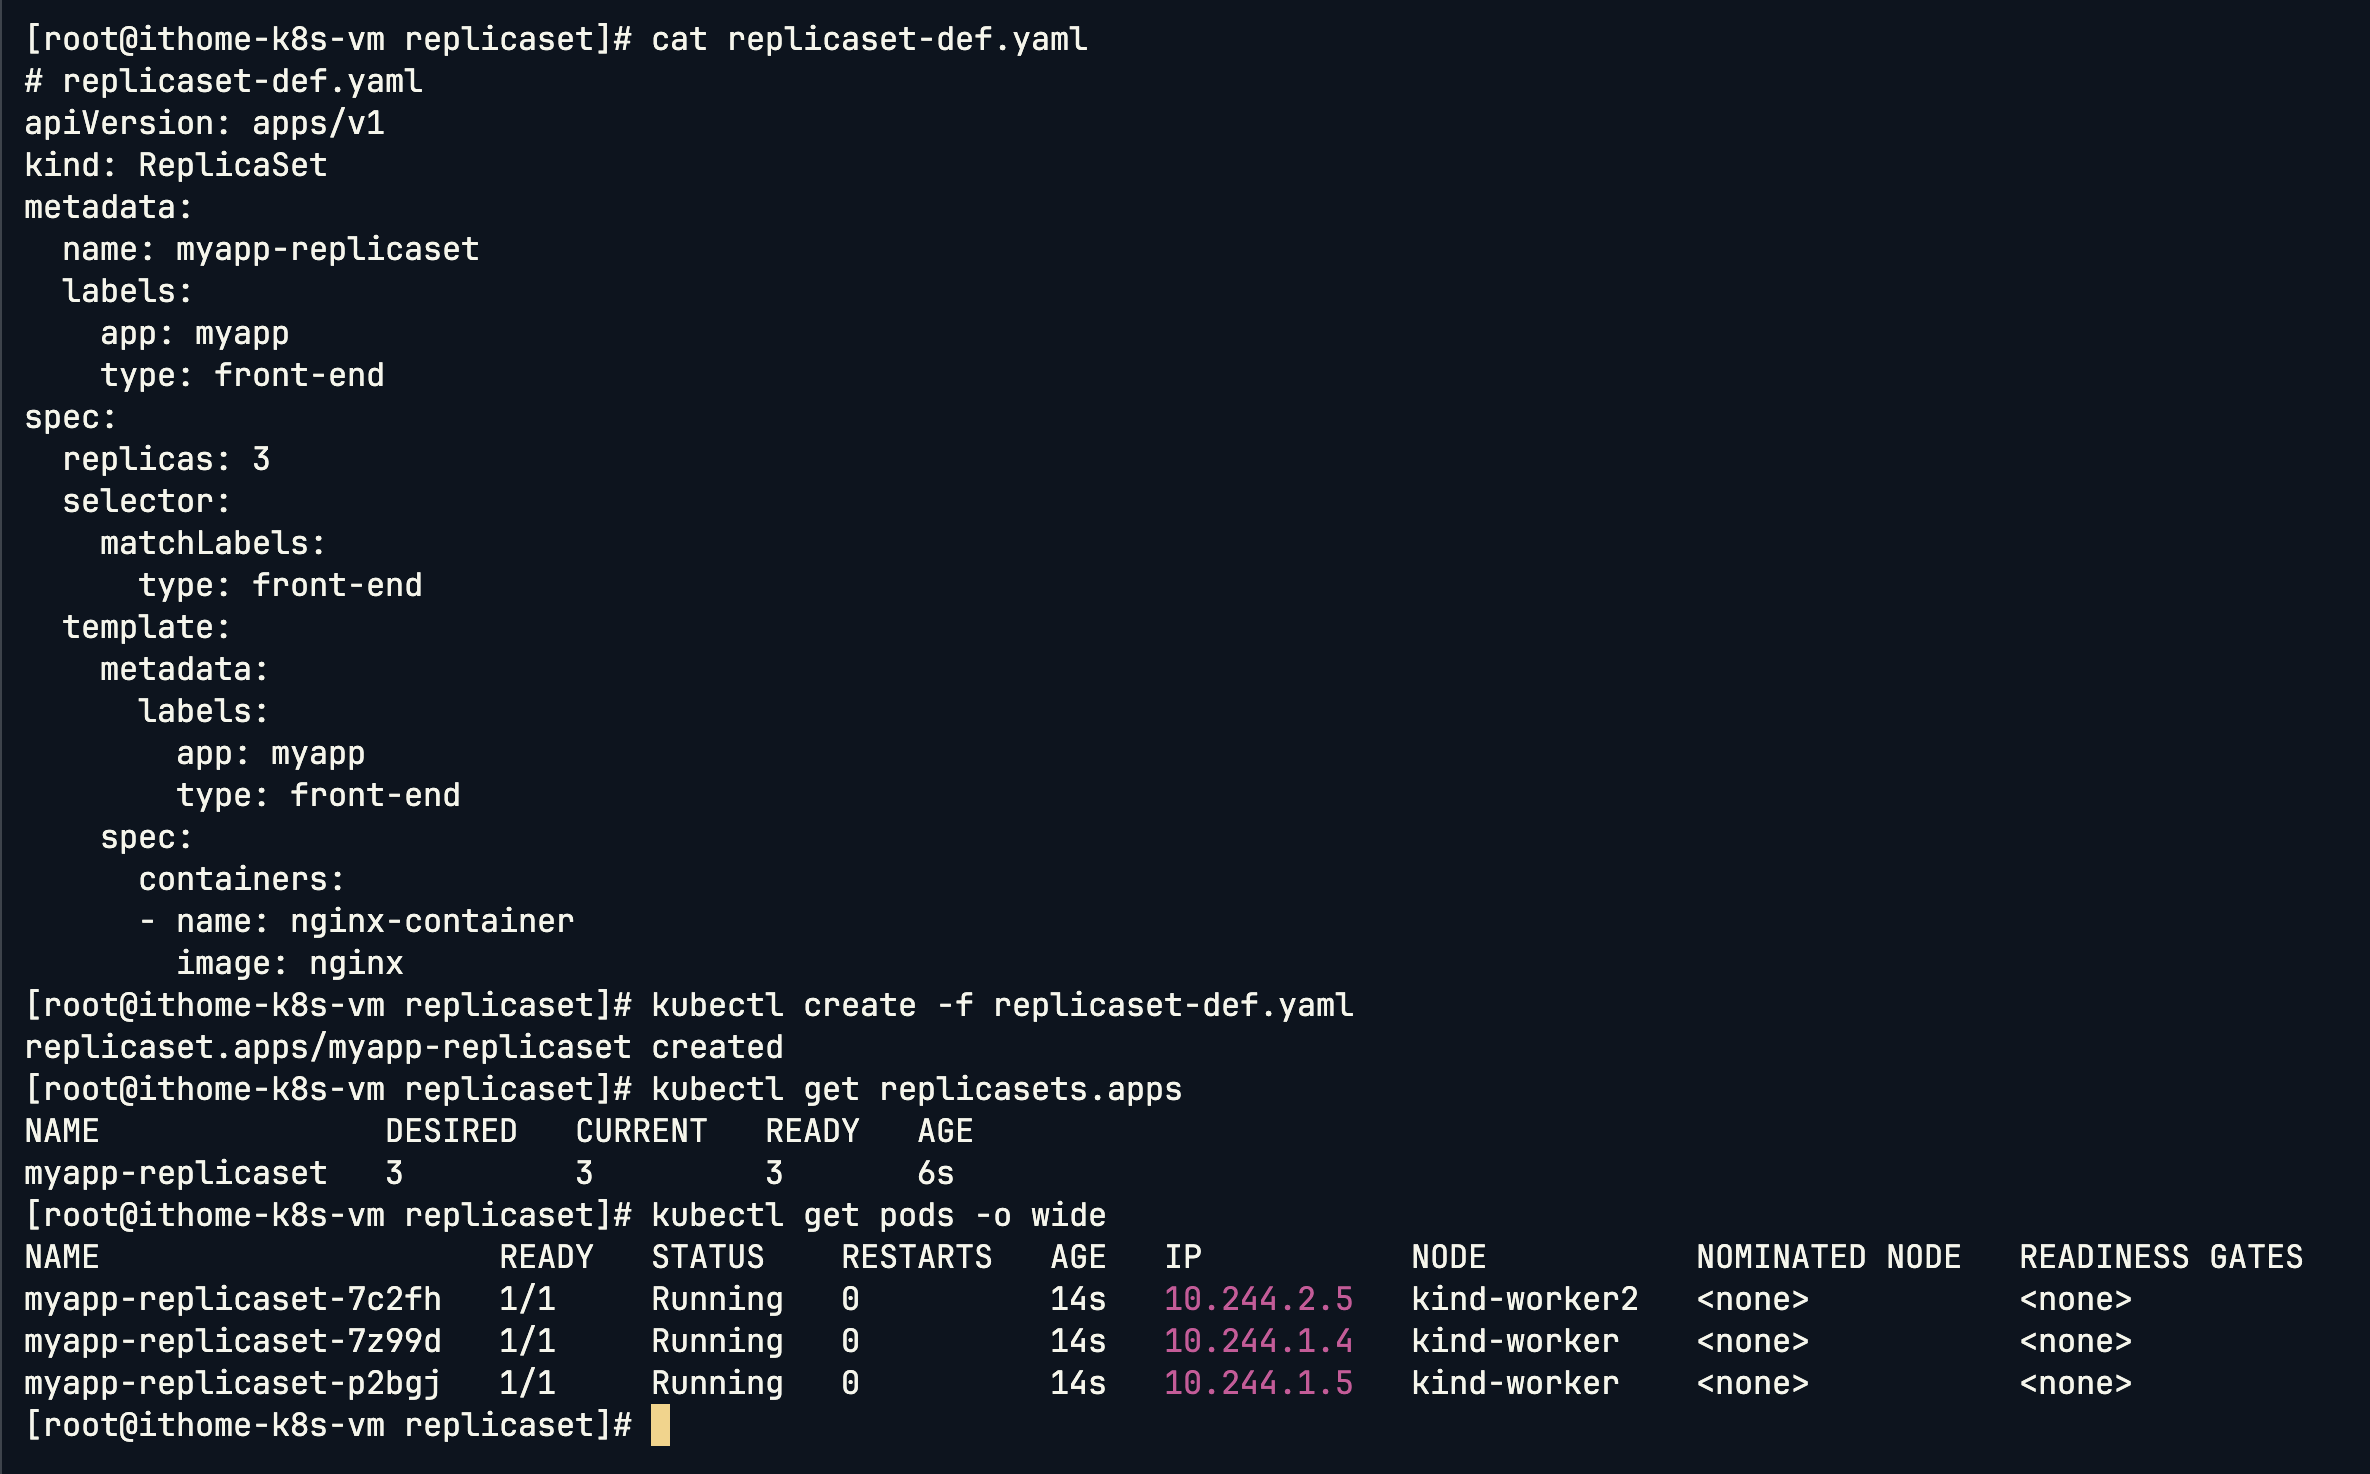 [root@ithome-k8s-vm replicaset]# cat replicaset-def.yaml
# replicaset-def.yaml
apiVersion: apps/v1
kind: ReplicaSet
metadata:
  name: myapp-replicaset
  labels:
    app: myapp
    type: front-end
spec:
  replicas: 3
  selector:
    matchLabels:
      type: front-end
  template:
    metadata:
      labels:
        app: myapp
        type: front-end
    spec:
      containers:
      - name: nginx-container
        image: nginx
[root@ithome-k8s-vm replicaset]# kubectl create -f replicaset-def.yaml
replicaset.apps/myapp-replicaset created
[root@ithome-k8s-vm replicaset]# kubectl get replicasets.apps
NAME               DESIRED   CURRENT   READY   AGE
myapp-replicaset   3         3         3       6s
[root@ithome-k8s-vm replicaset]# kubectl get pods -o wide
NAME                     READY   STATUS    RESTARTS   AGE   IP           NODE           NOMINATED NODE   READINESS GATES
myapp-replicaset-7c2fh   1/1     Running   0          14s   10.244.2.5   kind-worker2   <none>           <none>
myapp-replicaset-7z99d   1/1     Running   0          14s   10.244.1.4   kind-worker    <none>           <none>
myapp-replicaset-p2bgj   1/1     Running   0          14s   10.244.1.5   kind-worker    <none>           <none>
[root@ithome-k8s-vm replicaset]#